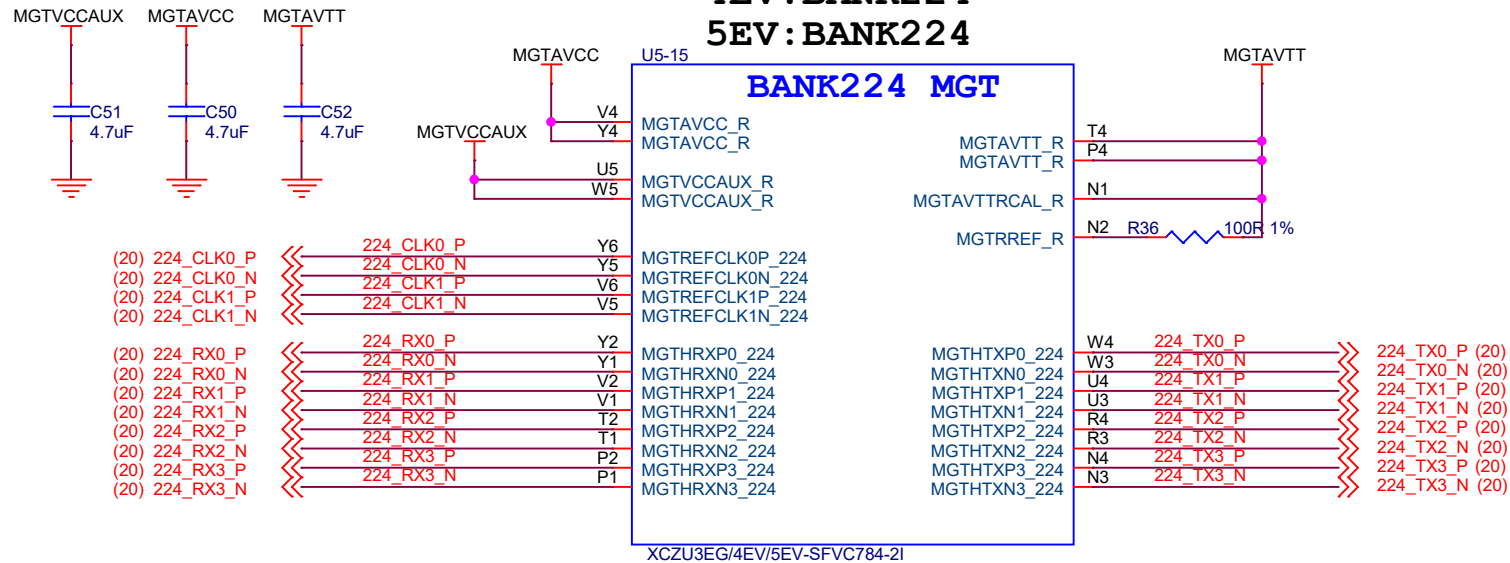 MGTVCCAUX MGTAVCC MGTAVTT
5EV:BANK224
C51 4.7uF
C50 4.7uF
C52 4.7uF
MGTAVCC
MGTVCCAUX
MGTAVTT
U5-15
BANK224 MGT
V4 MGTAVCC_R
Y4 MGTAVCC_R
U5 MGTVCCAUX_R
W5 MGTVCCAUX_R
MGTAVTT_R T4
MGTAVTT_R P4
MGTAVTTRCAL_R N1
MGTRREF_R N2 R36 100R 1%
(20) 224_CLK0_P 224_CLK0_P Y6 MGTREFCLK0P_224
(20) 224_CLK0_N 224_CLK0_N Y5 MGTREFCLK0N_224
(20) 224_CLK1_P 224_CLK1_P V6 MGTREFCLK1P_224
(20) 224_CLK1_N 224_CLK1_N V5 MGTREFCLK1N_224
(20) 224_RX0_P 224_RX0_P Y2 MGTHRXP0_224 MGTHTXP0_224 W4 224_TX0_P 224_TX0_P (20)
(20) 224_RX0_N 224_RX0_N Y1 MGTHRXN0_224 MGTHTXN0_224 W3 224_TX0_N 224_TX0_N (20)
(20) 224_RX1_P 224_RX1_P V2 MGTHRXP1_224 MGTHTXP1_224 U4 224_TX1_P 224_TX1_P (20)
(20) 224_RX1_N 224_RX1_N V1 MGTHRXN1_224 MGTHTXN1_224 U3 224_TX1_N 224_TX1_N (20)
(20) 224_RX2_P 224_RX2_P T2 MGTHRXP2_224 MGTHTXP2_224 R4 224_TX2_P 224_TX2_P (20)
(20) 224_RX2_N 224_RX2_N T1 MGTHRXN2_224 MGTHTXN2_224 R3 224_TX2_N 224_TX2_N (20)
(20) 224_RX3_P 224_RX3_P P2 MGTHRXP3_224 MGTHTXP3_224 N4 224_TX3_P 224_TX3_P (20)
(20) 224_RX3_N 224_RX3_N P1 MGTHRXN3_224 MGTHTXN3_224 N3 224_TX3_N 224_TX3_N (20)
XCZU3EG/4EV/5EV-SFVC784-2I